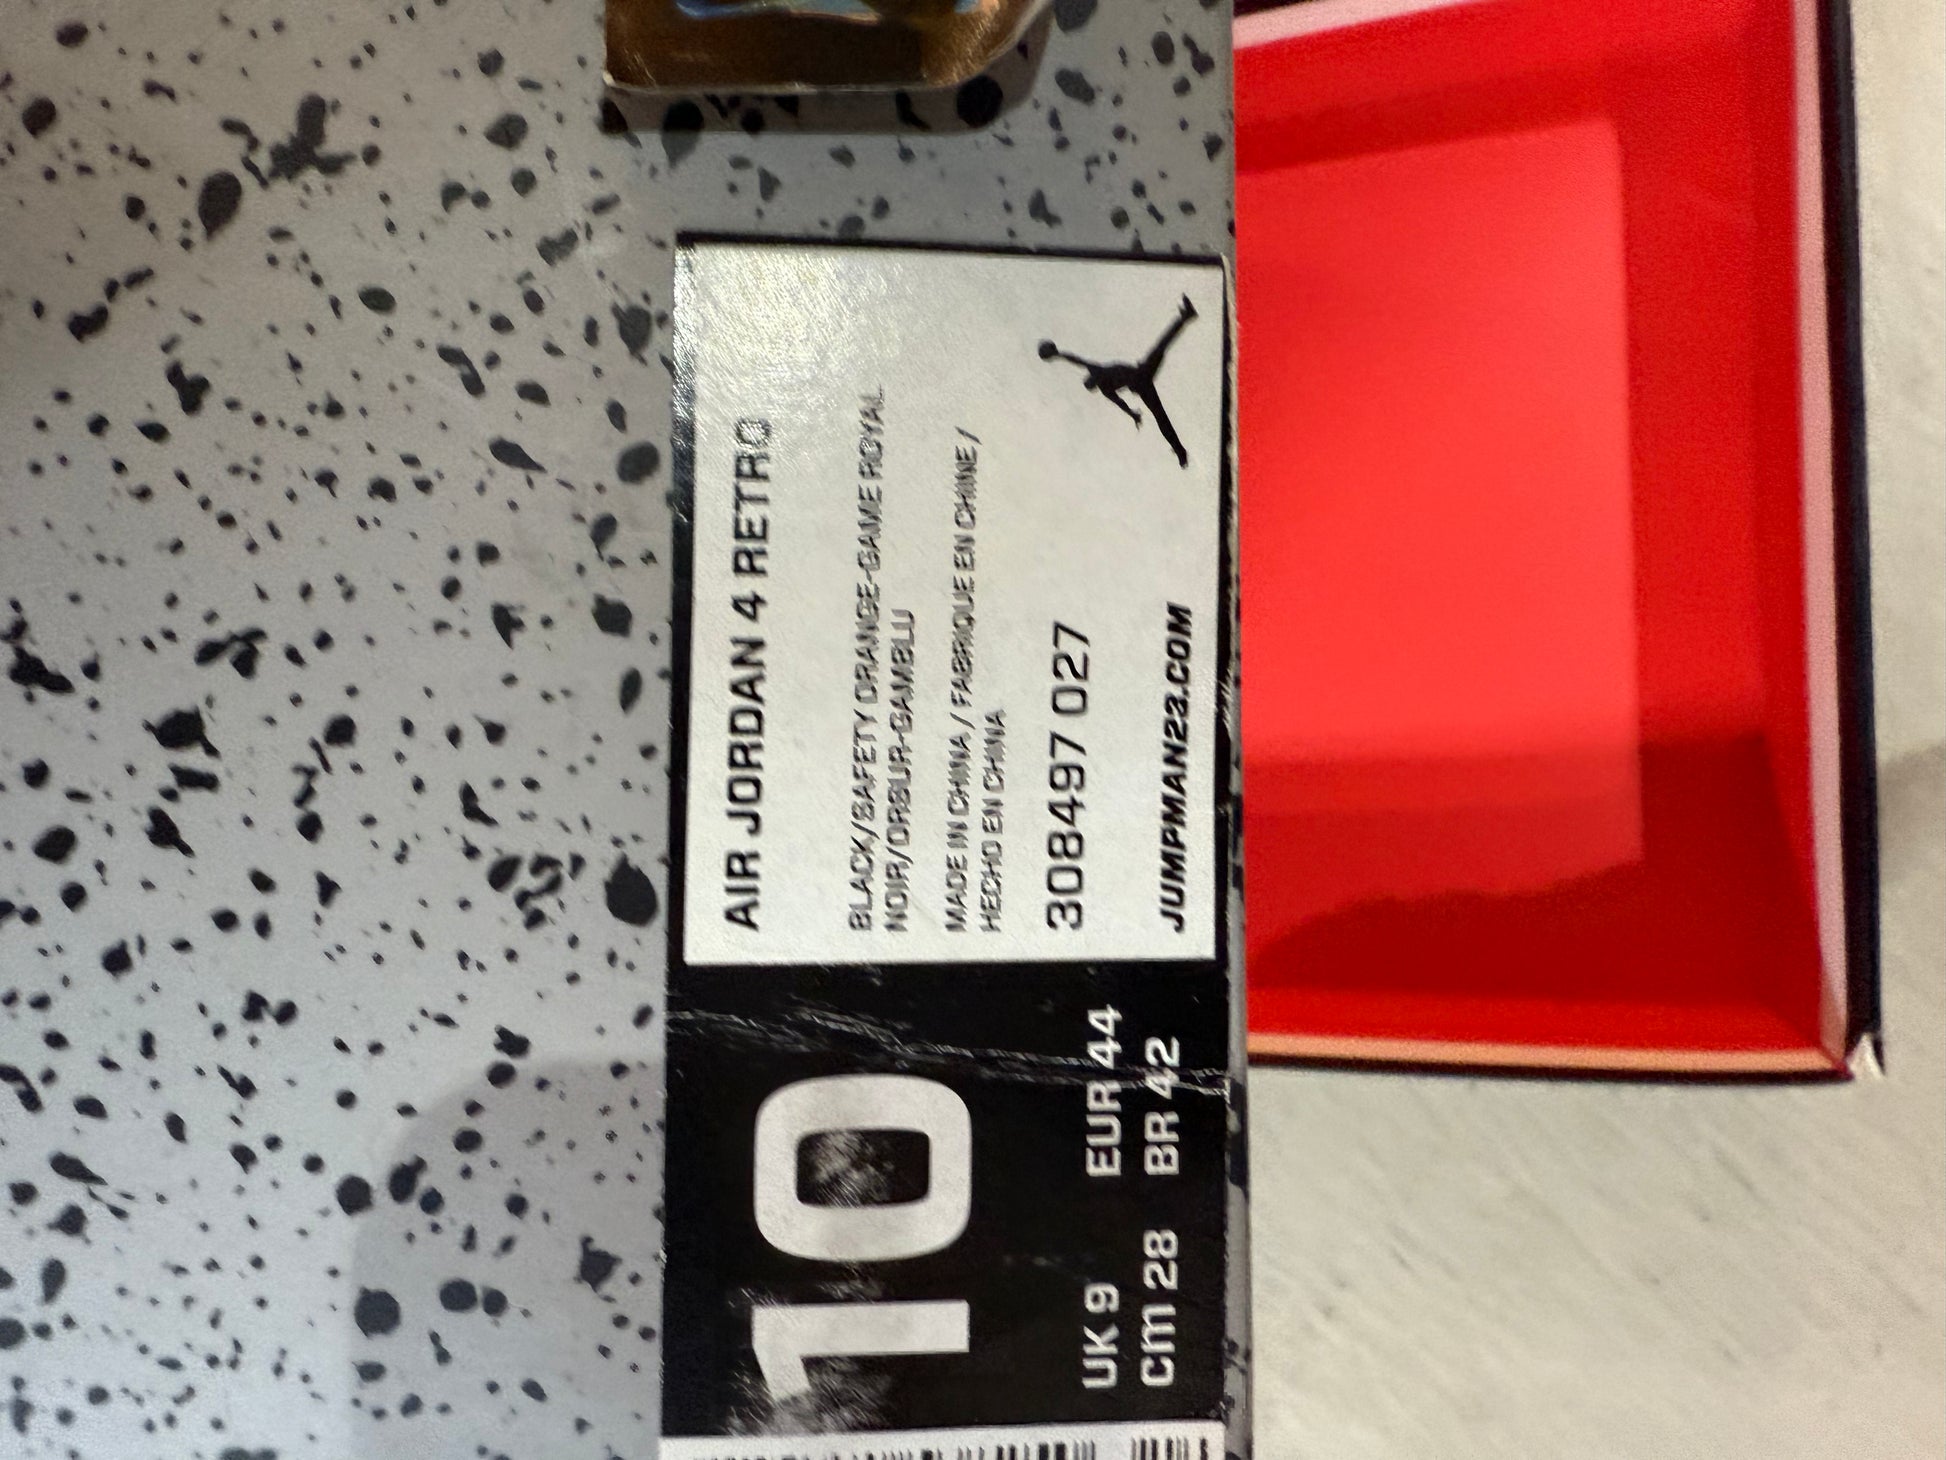 AIR JORDAN 4 RETRO
BLACK/SAFETY ORANGE-GAME ROYAL
NOIR/ORSUR-GAMBLU
MADE IN CHINA / FABRIQUE EN CHINE /
HECHO EN CHINA
308497 027
JUMPMAN23.COM
10
UK 9 EUR 44
cm 28 BR 42